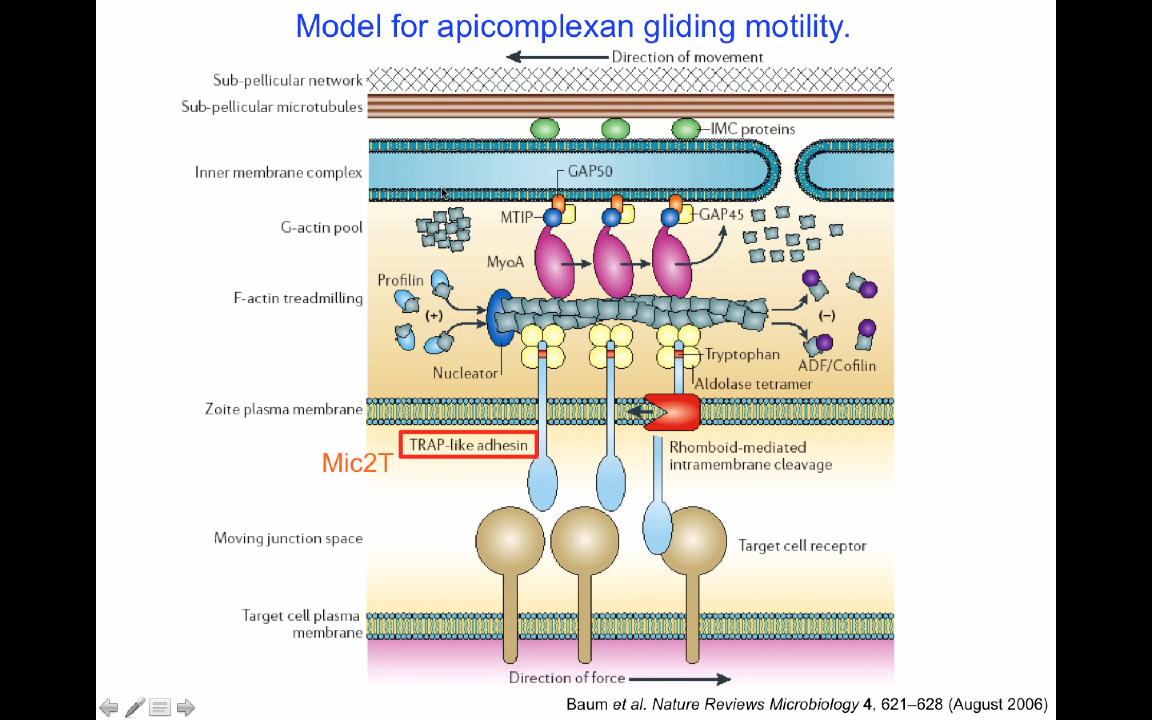 Model for apicomplexan gliding motility.
Direction of movement
Sub-pellicular network
Sub-pellicular microtubules
IMC proteins
Inner membrane complex
GAP50
MTIP
GAP45
G-actin pool
MyoA
Profilin
F-actin treadmilling
(+)
(–)
Nucleator
Tryptophan
ADF/Cofilin
Aldolase tetramer
Zoite plasma membrane
TRAP-like adhesin
Mic2T
Rhomboid-mediated
intramembrane cleavage
Moving junction space
Target cell receptor
Target cell plasma
membrane
Direction of force
Baum et al. Nature Reviews Microbiology 4, 621–628 (August 2006)